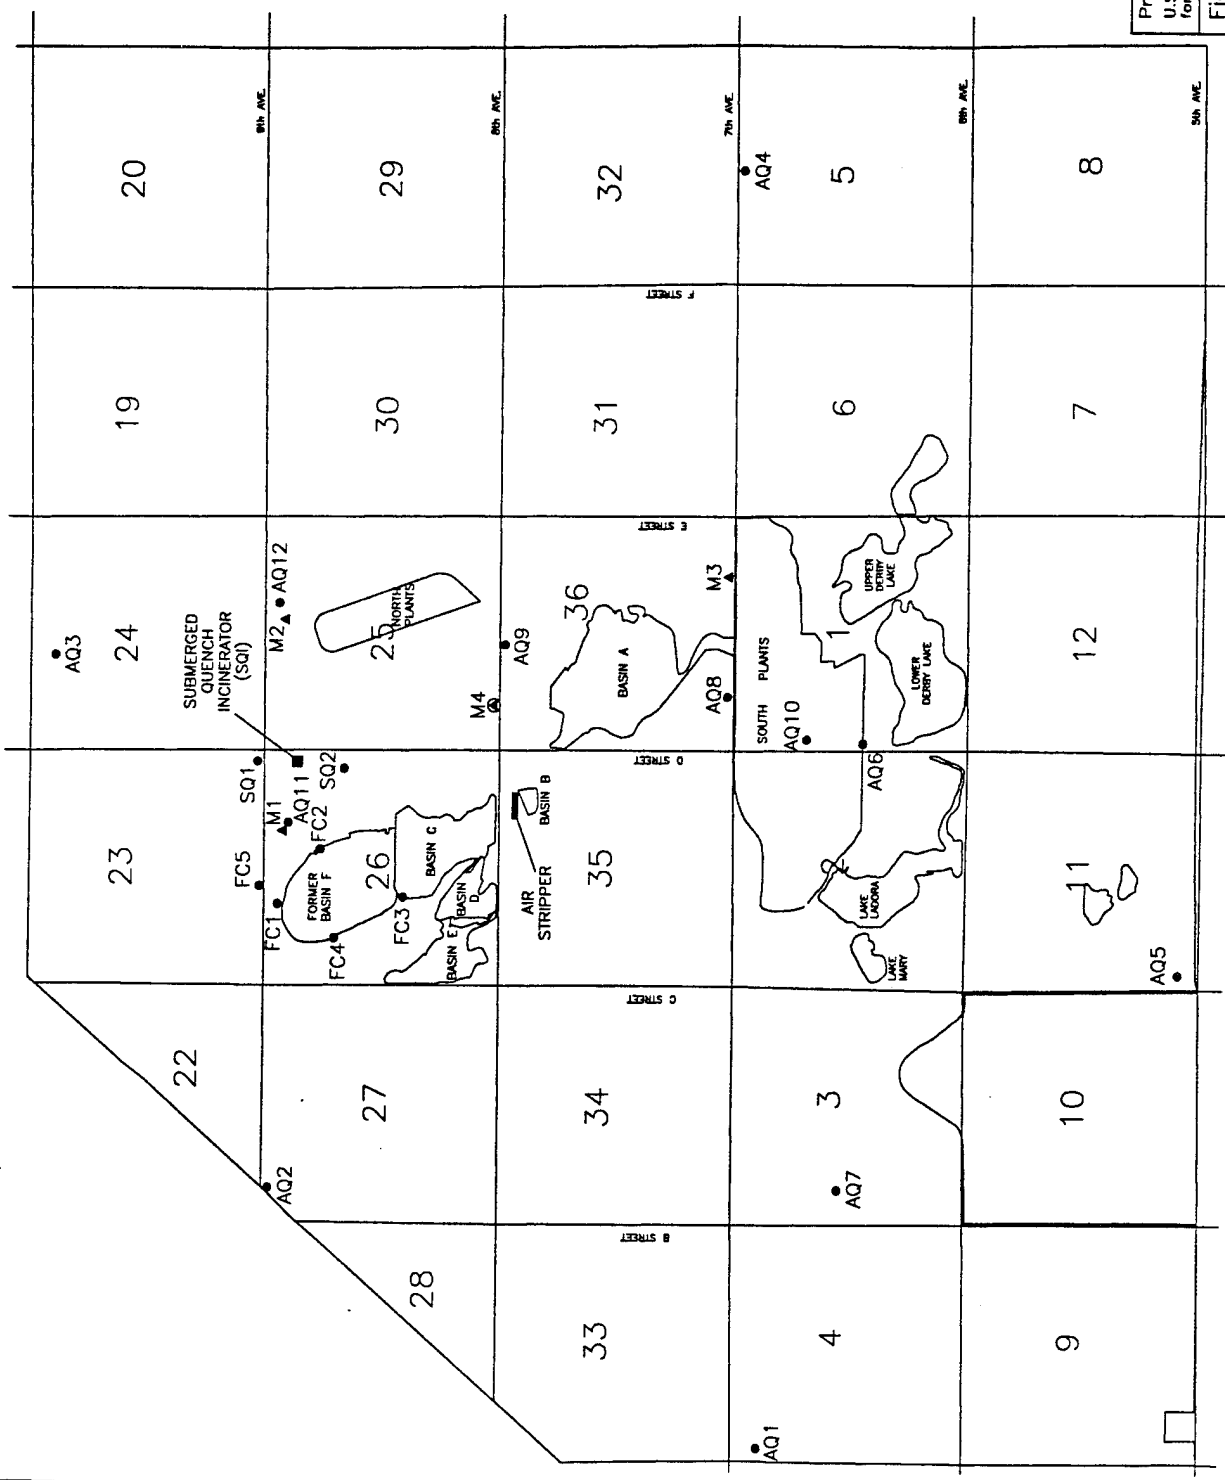 Pr
U.S
for
Fi
20
29
32
5
8
9th AVE.
8th AVE.
7th AVE.
6th AVE.
5th AVE.
AQ4
F STREET
19
30
31
6
7
E STREET
AQ3
24
SUBMERGED
QUENCH
INCINERATOR
(SQI)
M2
AQ12
25
NORTH
PLANTS
M4
AQ9
36
BASIN A
M3
AQ8
SOUTH PLANTS
AQ10
1
UPPER
DERBY
LAKE
LOWER
DERBY LAKE
12
AQ6
D STREET
23
SQ1
SQ2
M1
AQ11
FC2
FC5
FC1
FORMER
BASIN F
FC4
26
FC3
BASIN C
BASIN
D
BASIN E
BASIN B
AIR
STRIPPER
35
LAKE
LADORA
LAKE
MARY
2
11
AQ5
C STREET
22
27
34
3
10
AQ2
AQ7
B STREET
28
33
4
9
AQ1